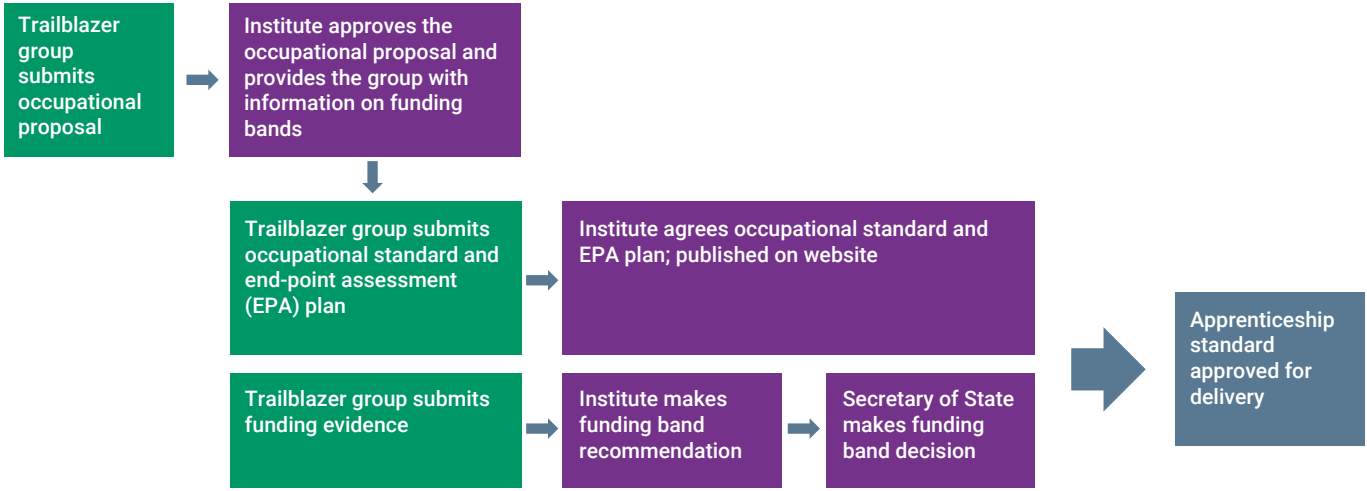 Trailblazer
group
submits
occupational
proposal
Institute approves the
occupational proposal and
provides the group with
information on funding
bands
Trailblazer group submits
occupational standard and
end-point assessment
(EPA) plan
Institute agrees occupational standard and
EPA plan; published on website
Trailblazer group submits
funding evidence
Institute makes
funding band
recommendation
Secretary of State
makes funding
band decision
Apprenticeship
standard
approved for
delivery